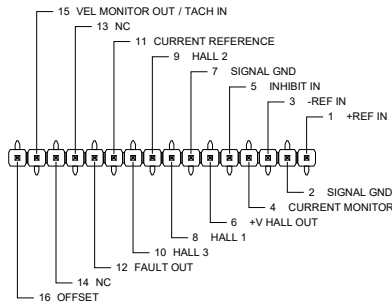 15 VEL MONITOR OUT / TACH IN
13 NC
11 CURRENT REFERENCE
9 HALL 2
7 SIGNAL GND
5 INHIBIT IN
3 -REF IN
1 +REF IN
2 SIGNAL GND
4 CURRENT MONITOR
6 +V HALL OUT
8 HALL 1
10 HALL 3
12 FAULT OUT
14 NC
16 OFFSET